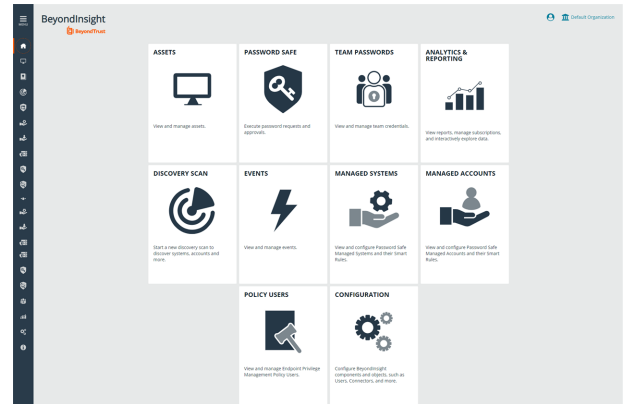 MENU
BeyondInsight
BeyondTrust
Default Organization
ASSETS
View and manage assets.
PASSWORD SAFE
Execute password requests and
approvals.
TEAM PASSWORDS
View and manage team credentials.
ANALYTICS &
REPORTING
View reports, manage subscriptions,
and interactively explore data.
DISCOVERY SCAN
Start a new discovery scan to
discover systems, accounts and
more.
EVENTS
View and manage events.
MANAGED SYSTEMS
View and configure Password Safe
Managed Systems and their Smart
Rules.
MANAGED ACCOUNTS
View and configure Password Safe
Managed Accounts and their Smart
Rules.
POLICY USERS
View and manage Endpoint Privilege
Management Policy Users.
CONFIGURATION
Configure BeyondInsight
components and objects, such as
Users, Connectors, and more.